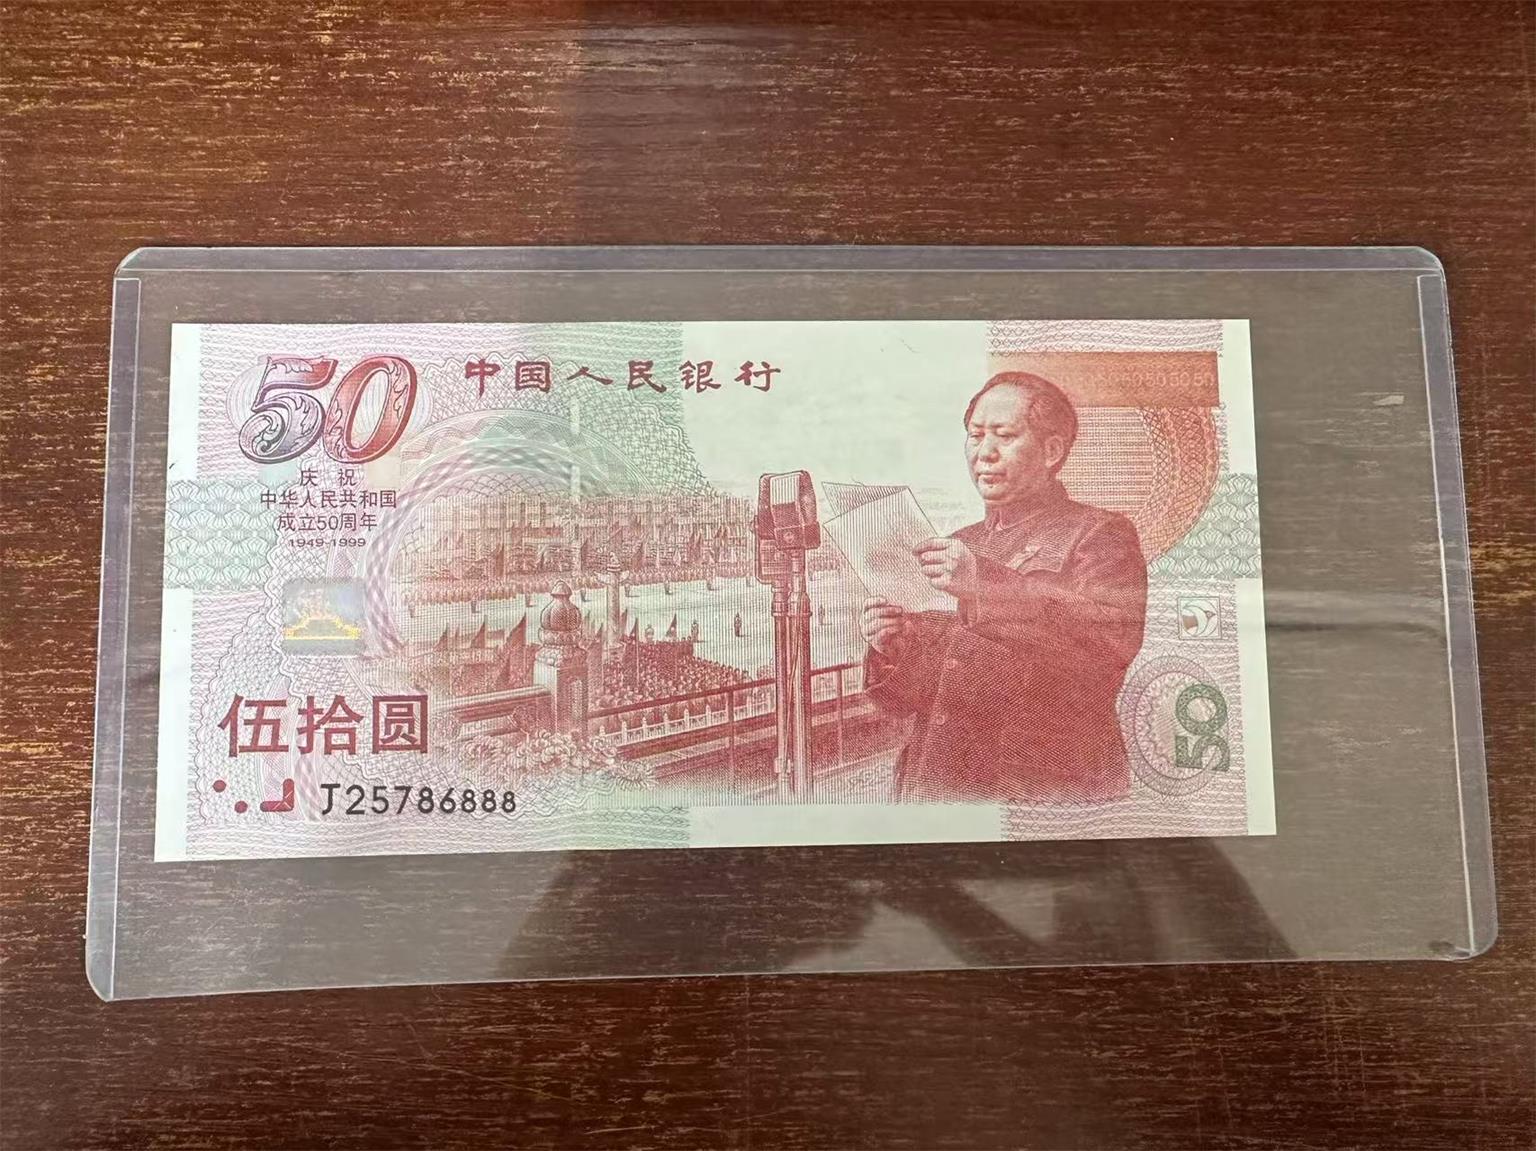 50
中国人民银行
庆祝
中华人民共和国
成立50周年
1949-1999
伍拾圆
J25786888
50